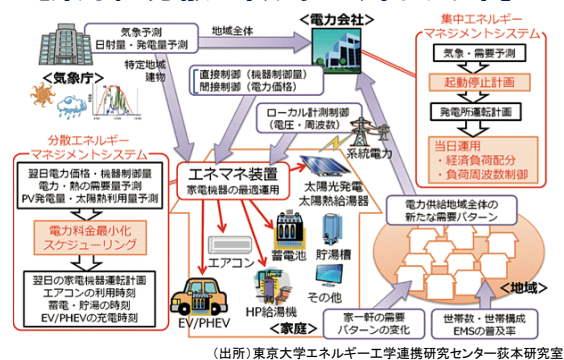 気象予測
日射量・発電量予測
地域全体
<電力会社>
集中エネルギー
マネジメントシステム
気象・需要予測
起動停止計画
発電所運転計画
当日運用
・経済負荷配分
・負荷周波数制御
<気象庁>
特定地域
建物
直接制御（機器制御量）
間接制御（電力価格）
ローカル計測制御
（電圧・周波数）
系統電力
分散エネルギー
マネジメントシステム
翌日電力価格・機器制御量
電力・熱の需要量予測
PV発電量・太陽熱利用量予測
電力料金最小化
スケジューリング
翌日の家電機器運転計画
エアコンの利用時刻
蓄電・貯湯の時刻
EV/PHEVの充電時刻
エネマネ装置
家電機器の最適運用
太陽光発電
太陽熱給湯器
エアコン
蓄電池
貯湯槽
EV/PHEV
HP給湯機
その他
<家庭>
電力供給地域全体の
新たな需要パターン
<地域>
家一軒の需要
パターンの変化
世帯数・世帯構成
EMSの普及率
（出所）東京大学エネルギー工学連携研究センター荻本研究室